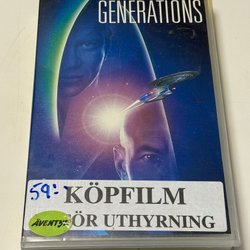 GENERATIONS
59:-
KÖPFILM
ÄVENTYR
FÖR UTHYRNING